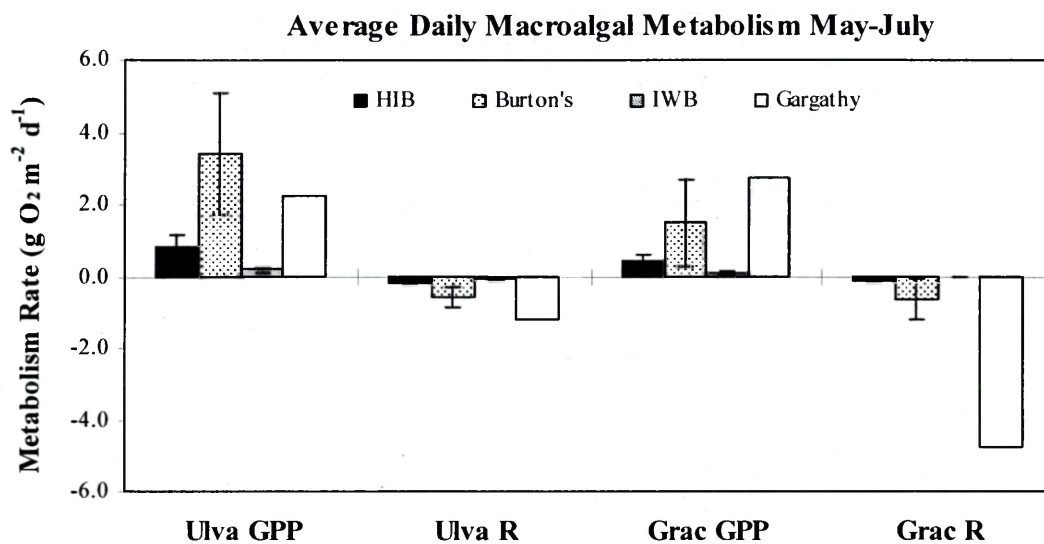 Average Daily Macroalgal Metabolism May-July
HIB Burton's IWB Gargathy
Metabolism Rate (g O₂ m⁻² d⁻¹)
6.0
4.0
2.0
0.0
-2.0
-4.0
-6.0
Ulva GPP Ulva R Grac GPP Grac R